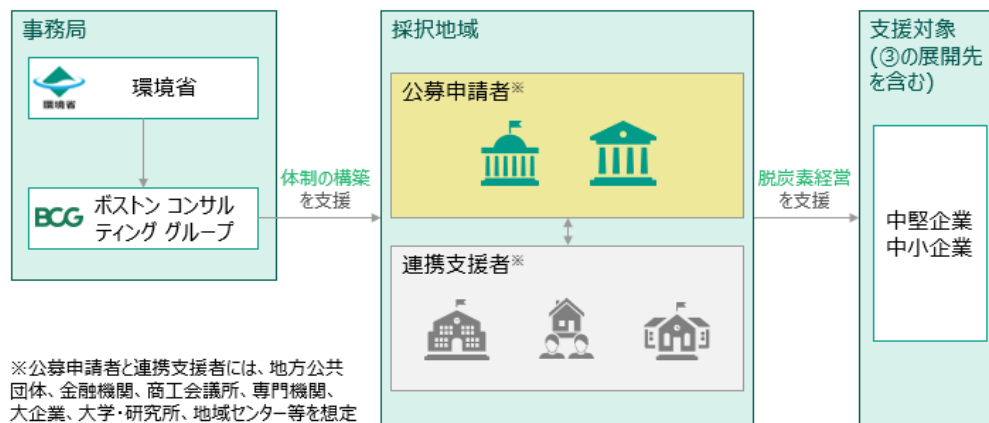 事務局
環境省
環境省
BCG
ボストン コンサル
ティング グループ
体制の構築
を支援
採択地域
公募申請者※
連携支援者※
脱炭素経営
を支援
支援対象
(③の展開先
を含む)
中堅企業
中小企業
※公募申請者と連携支援者には、地方公共
団体、金融機関、商工会議所、専門機関、
大企業、大学・研究所、地域センター等を想定